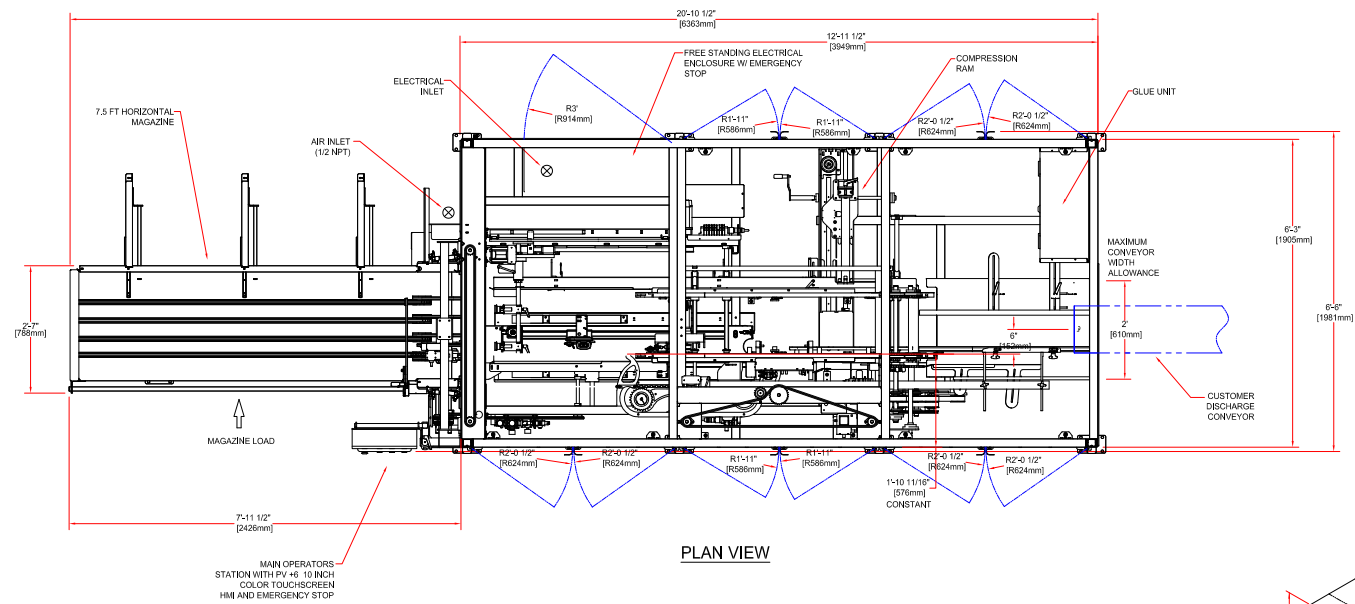 20'-10 1/2"
[6363mm]
12'-11 1/2"
[3949mm]
FREE STANDING ELECTRICAL
ENCLOSURE W/ EMERGENCY
STOP
COMPRESSION
RAM
ELECTRICAL
INLET
GLUE UNIT
7.5 FT HORIZONTAL
MAGAZINE
R3'
[R914mm]
R1'-11"
[R586mm]
R1'-11"
[R586mm]
R2'-0 1/2"
[R624mm]
R2'-0 1/2"
[R624mm]
AIR INLET
(1/2 NPT)
6'-3"
[1905mm]
MAXIMUM
CONVEYOR
WIDTH
ALLOWANCE
6'-6"
[1981mm]
2'-7"
[788mm]
2'
[610mm]
6"
[152mm]
CUSTOMER
DISCHARGE
CONVEYOR
MAGAZINE LOAD
R2'-0 1/2"
[R624mm]
R2'-0 1/2"
[R624mm]
R1'-11"
[R586mm]
R1'-11"
[R586mm]
R2'-0 1/2"
[R624mm]
R2'-0 1/2"
[R624mm]
1'-10 11/16"
[576mm]
CONSTANT
7'-11 1/2"
[2426mm]
PLAN VIEW
MAIN OPERATORS
STATION WITH PV +6 10 INCH
COLOR TOUCHSCREEN
HMI AND EMERGENCY STOP